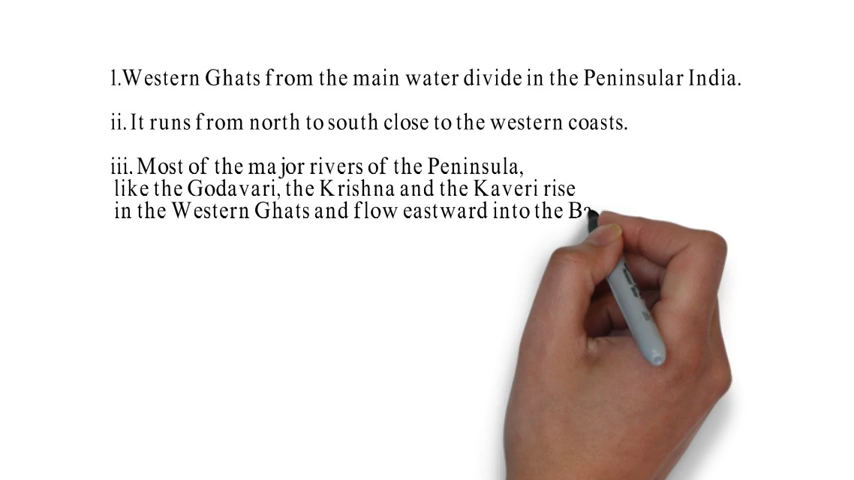 1.Western Ghats from the main water divide in the Peninsular India.
ii. It runs from north to south close to the western coasts.
iii. Most of the major rivers of the Peninsula,
like the Godavari, the Krishna and the Kaveri rise
in the Western Ghats and flow eastward into the